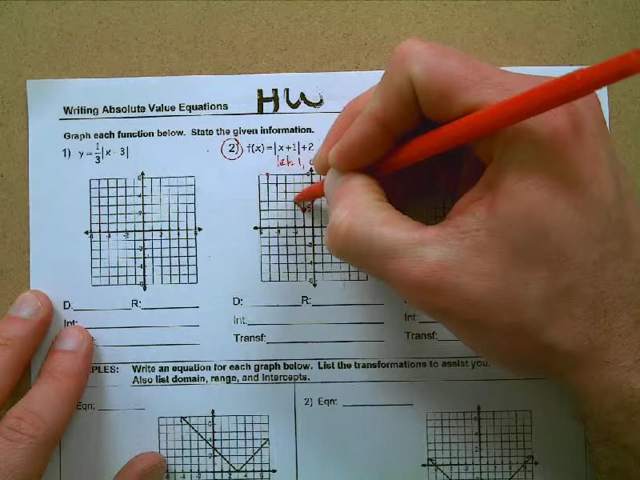 Writing Absolute Value Equations HW
Graph each function below. State the given information.
1) y = 1/3|x - 3|
2) f(x) = |x + 1| + 2
left 1,
D: R:
D: R:
Int:
Int:
Int:
Transf:
Transf:
PLES: Write an equation for each graph below. List the transformations to assist you.
Also list domain, range, and intercepts.
Eqn:
2) Eqn: